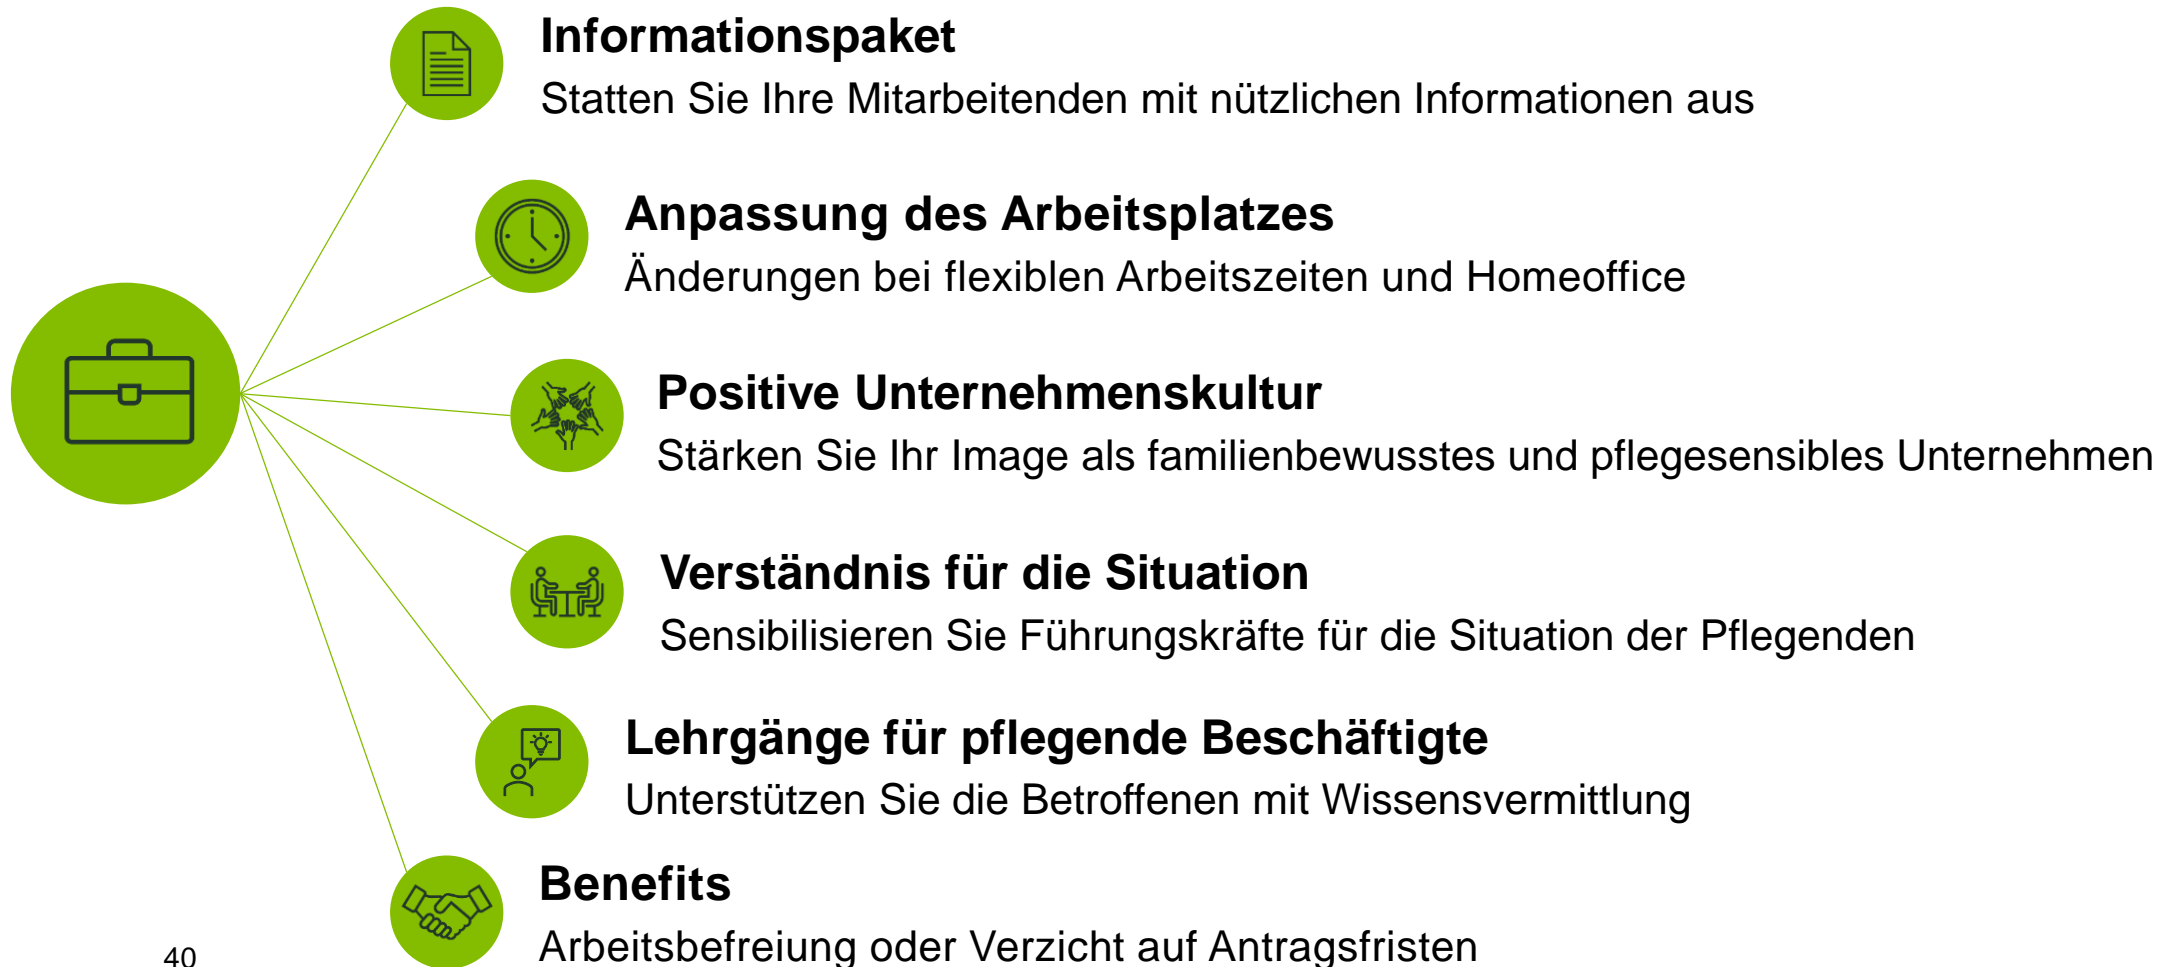 Informationspaket
Statten Sie Ihre Mitarbeitenden mit nützlichen Informationen aus
Anpassung des Arbeitsplatzes
Änderungen bei flexiblen Arbeitszeiten und Homeoffice
Positive Unternehmenskultur
Stärken Sie Ihr Image als familienbewusstes und pflegesensibles Unternehmen
Verständnis für die Situation
Sensibilisieren Sie Führungskräfte für die Situation der Pflegenden
Lehrgänge für pflegende Beschäftigte
Unterstützen Sie die Betroffenen mit Wissensvermittlung
Benefits
Arbeitsbefreiung oder Verzicht auf Antragsfristen
40